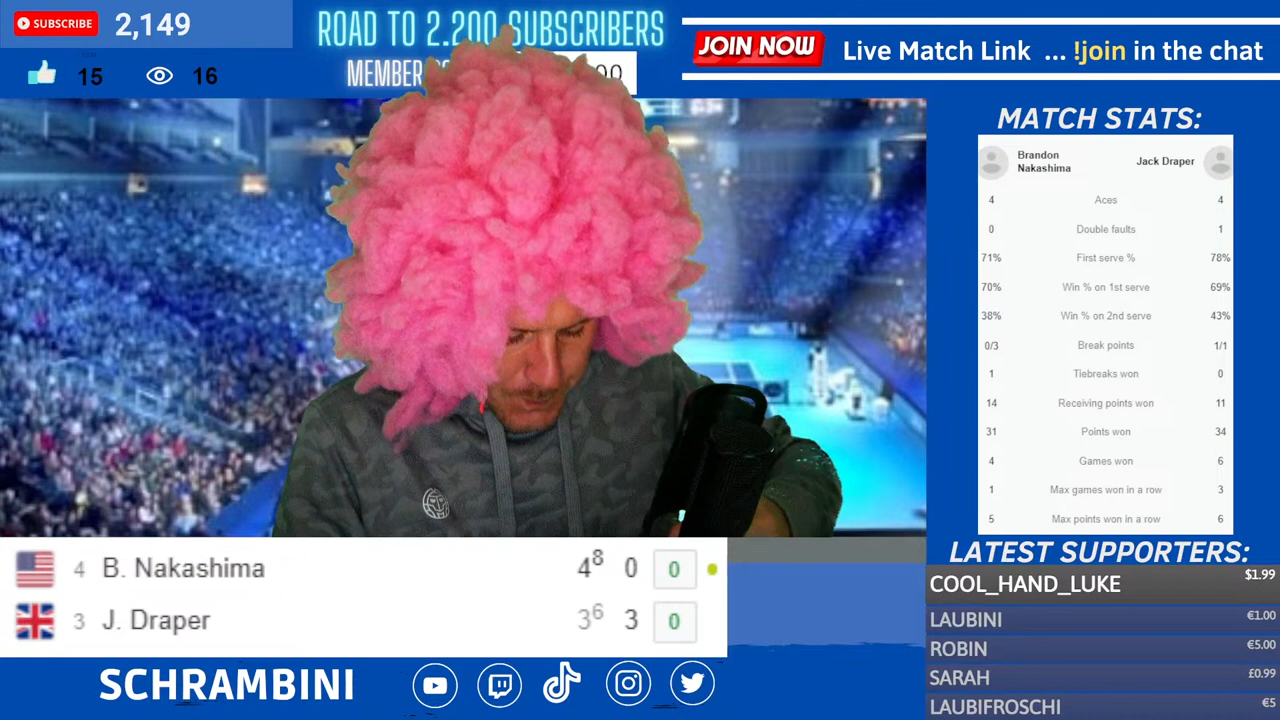 SUBSCRIBE 2,149
15 16
ROAD TO 2.200 SUBSCRIBERS
MEMBER
JOIN NOW Live Match Link ... !join in the chat
MATCH STATS:
Brandon Nakashima Jack Draper
4 Aces 4
0 Double faults 1
71% First serve % 78%
70% Win % on 1st serve 69%
38% Win % on 2nd serve 43%
0/3 Break points 1/1
1 Tiebreaks won 0
14 Receiving points won 11
31 Points won 34
4 Games won 6
1 Max games won in a row 3
5 Max points won in a row 6
4 B. Nakashima 4⁸ 0 0
3 J. Draper 3⁶ 3 0
LATEST SUPPORTERS:
COOL_HAND_LUKE $1.99
LAUBINI €1.00
ROBIN €5.00
SARAH £0.99
LAUBIFROSCHI €5
SCHRAMBINI